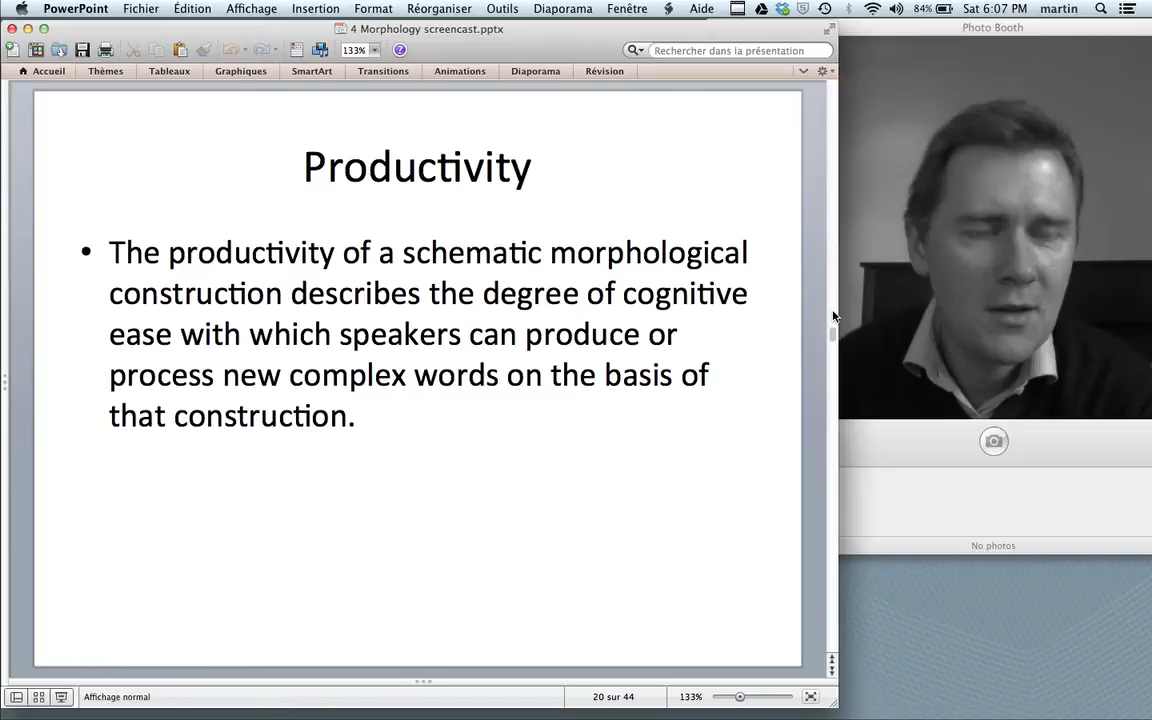 PowerPoint Fichier Édition Affichage Insertion Format Réorganiser Outils Diaporama Fenêtre Aide 84% Sat 6:07 PM martin
4 Morphology screencast.pptx
Photo Booth
133% Rechercher dans la présentation
Accueil Thèmes Tableaux Graphiques SmartArt Transitions Animations Diaporama Révision
Productivity
• The productivity of a schematic morphological
construction describes the degree of cognitive
ease with which speakers can produce or
process new complex words on the basis of
that construction.
No photos
Affichage normal 20 sur 44 133%